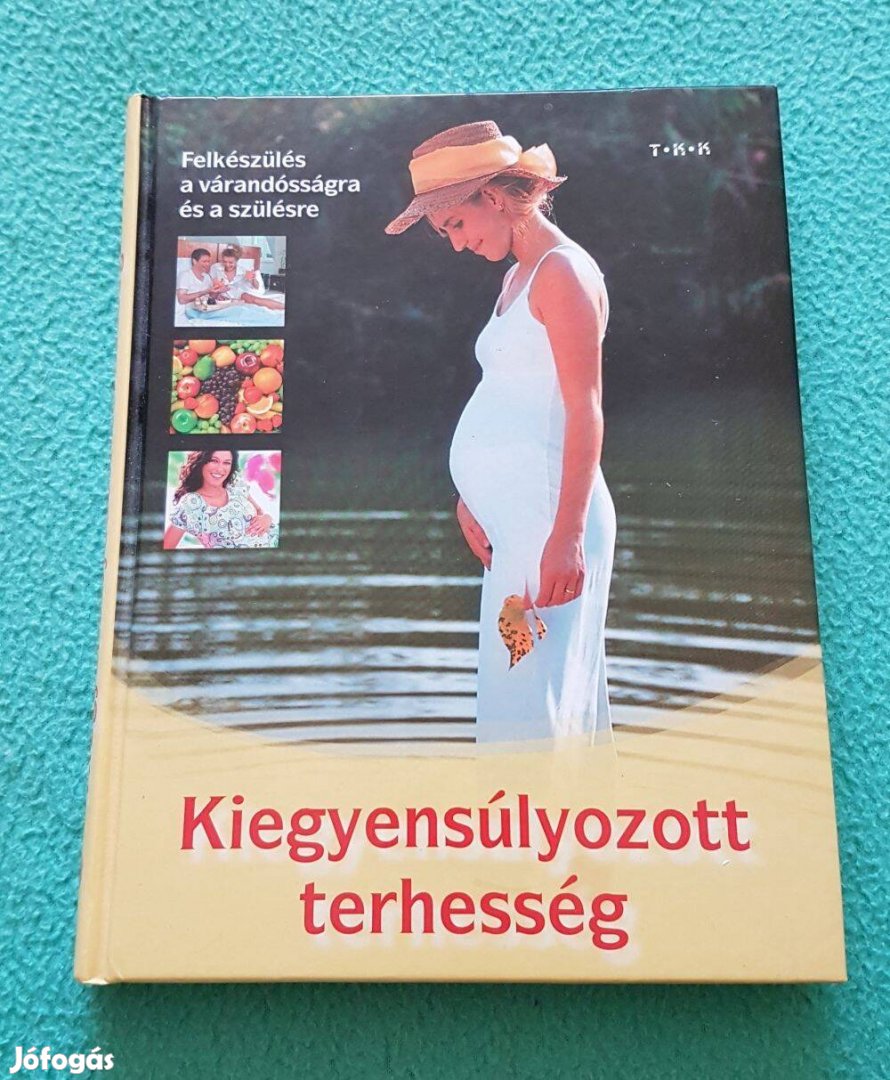 Felkészülés
a várandósságra
és a szülésre
T•K•K
Kiegyensúlyozott
terhesség
Jófogás